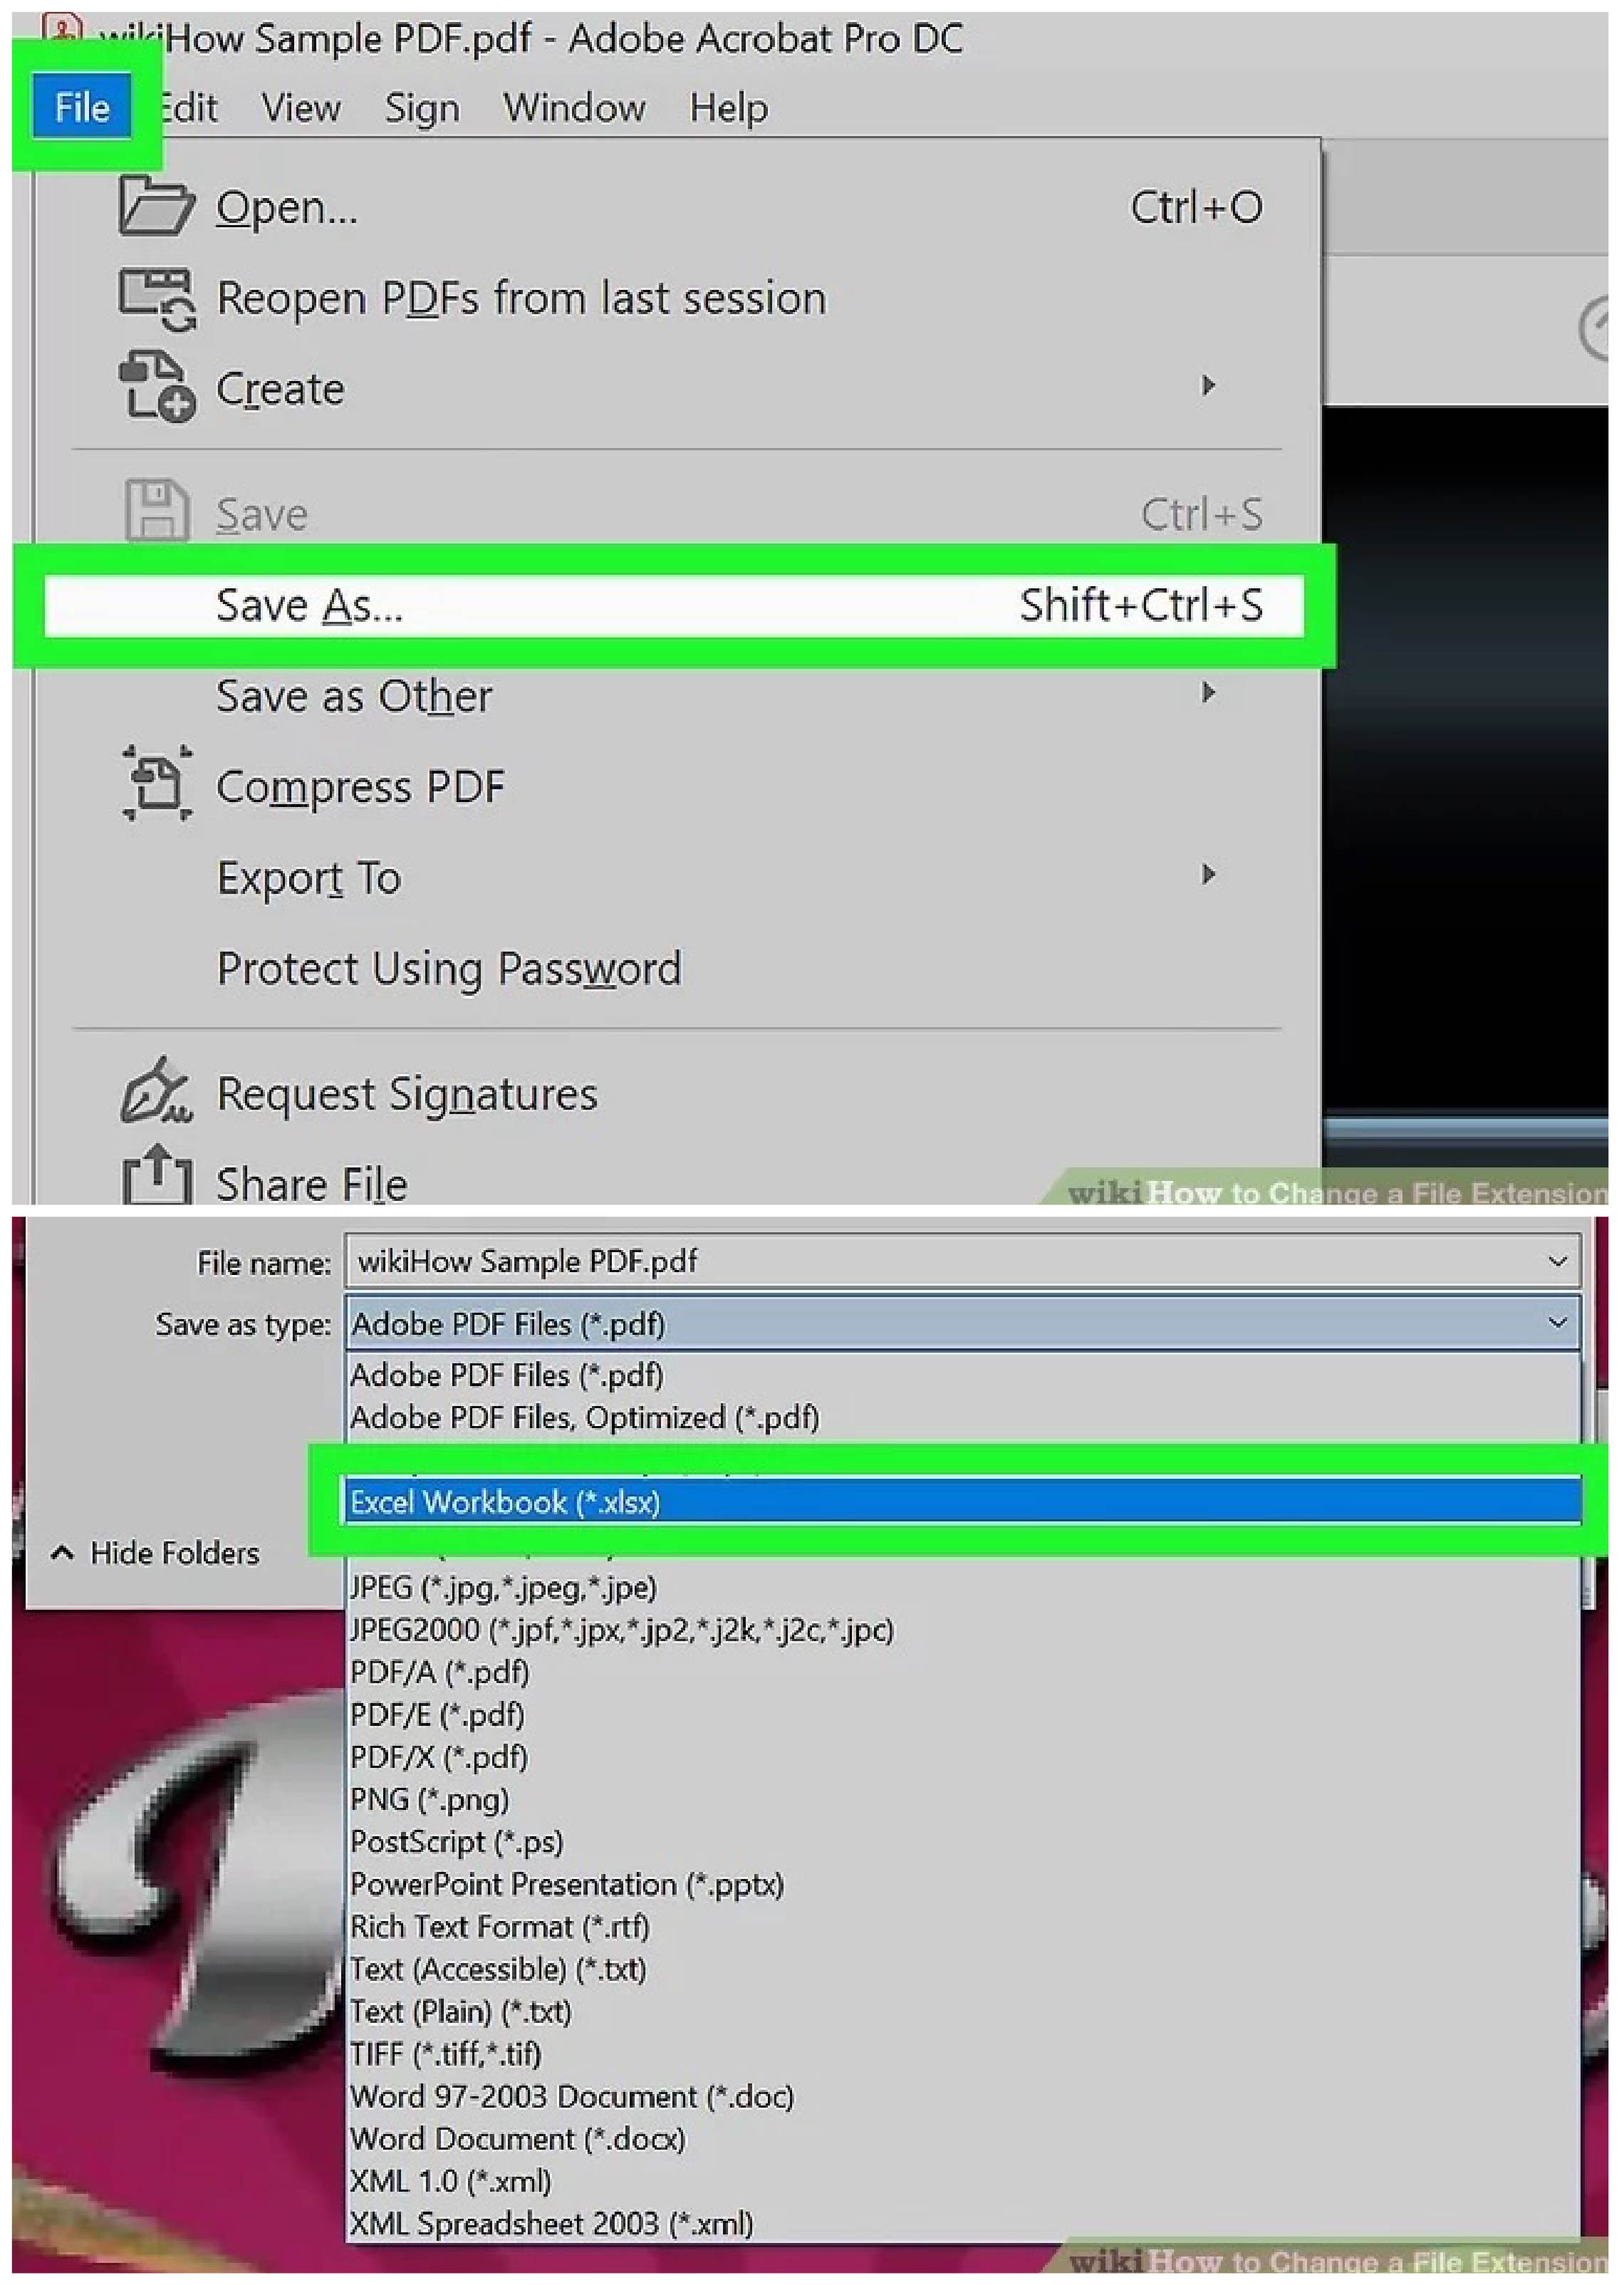 wikiHow Sample PDF.pdf - Adobe Acrobat Pro DC
File Edit View Sign Window Help
Open... Ctrl+O
Reopen PDFs from last session
Create
Save Ctrl+S
Save As... Shift+Ctrl+S
Save as Other
Compress PDF
Export To
Protect Using Password
Request Signatures
Share File
wikiHow to Change a File Extension
File name: wikiHow Sample PDF.pdf
Save as type: Adobe PDF Files (*.pdf)
Adobe PDF Files (*.pdf)
Adobe PDF Files, Optimized (*.pdf)
Excel Workbook (*.xlsx)
Hide Folders
JPEG (*.jpg,*.jpeg,*.jpe)
JPEG2000 (*.jpf,*.jpx,*.jp2,*.j2k,*.j2c,*.jpc)
PDF/A (*.pdf)
PDF/E (*.pdf)
PDF/X (*.pdf)
PNG (*.png)
PostScript (*.ps)
PowerPoint Presentation (*.pptx)
Rich Text Format (*.rtf)
Text (Accessible) (*.txt)
Text (Plain) (*.txt)
TIFF (*.tiff,*.tif)
Word 97-2003 Document (*.doc)
Word Document (*.docx)
XML 1.0 (*.xml)
XML Spreadsheet 2003 (*.xml)
wikiHow to Change a File Extension